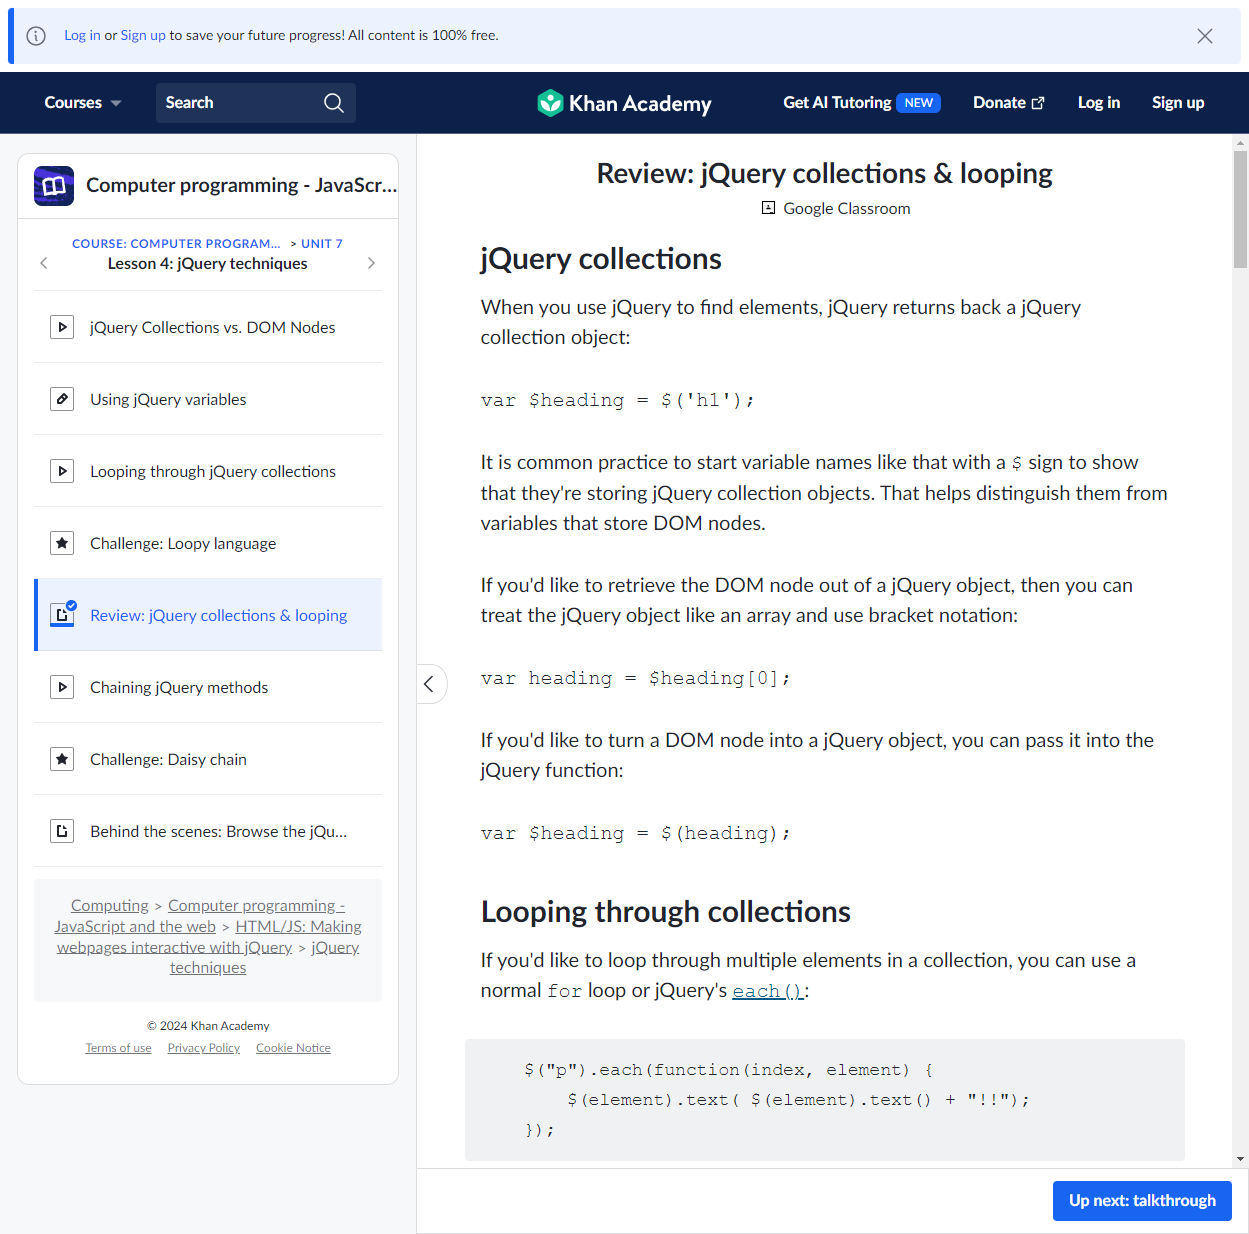 Log in or Sign up to save your future progress! All content is 100% free.
Courses
Search
Khan Academy
Get AI Tutoring NEW
Donate
Log in
Sign up
Computer programming - JavaScr...
COURSE: COMPUTER PROGRAM... > UNIT 7
Lesson 4: jQuery techniques
jQuery Collections vs. DOM Nodes
Using jQuery variables
Looping through jQuery collections
Challenge: Loopy language
Review: jQuery collections & looping
Chaining jQuery methods
Challenge: Daisy chain
Behind the scenes: Browse the jQu...
Computing > Computer programming -
JavaScript and the web > HTML/JS: Making
webpages interactive with jQuery > jQuery
techniques
© 2024 Khan Academy
Terms of use Privacy Policy Cookie Notice
Review: jQuery collections & looping
Google Classroom
jQuery collections
When you use jQuery to find elements, jQuery returns back a jQuery
collection object:
var $heading = $('h1');
It is common practice to start variable names like that with a $ sign to show
that they're storing jQuery collection objects. That helps distinguish them from
variables that store DOM nodes.
If you'd like to retrieve the DOM node out of a jQuery object, then you can
treat the jQuery object like an array and use bracket notation:
var heading = $heading[0];
If you'd like to turn a DOM node into a jQuery object, you can pass it into the
jQuery function:
var $heading = $(heading);
Looping through collections
If you'd like to loop through multiple elements in a collection, you can use a
normal for loop or jQuery's each():
$("p").each(function(index, element) {
$(element).text( $(element).text() + "!!");
});
Up next: talkthrough